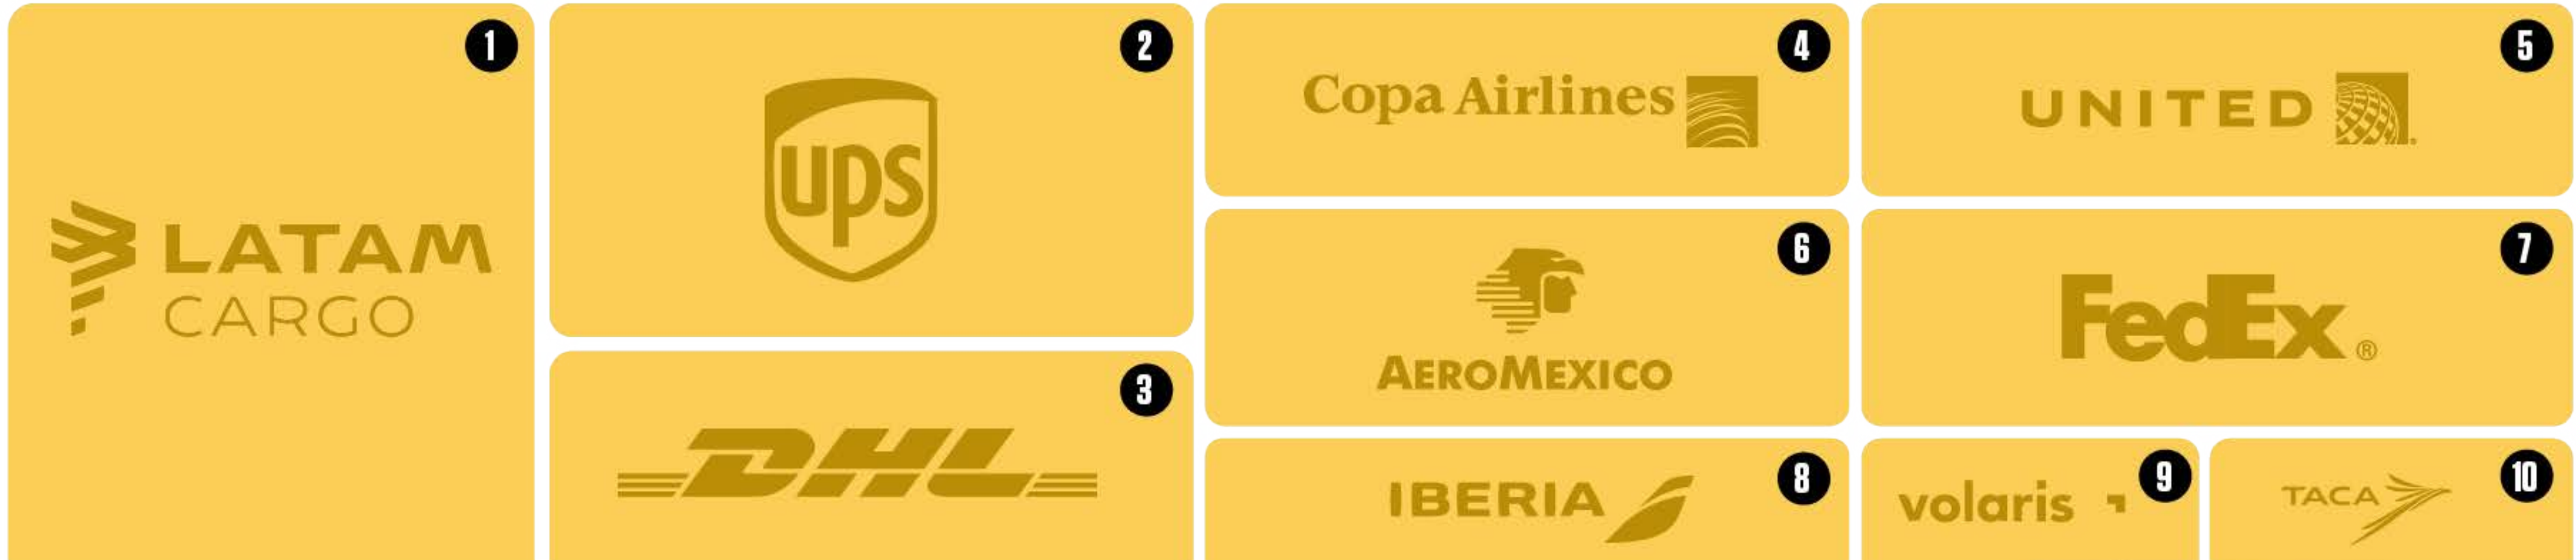 1
LATAM
CARGO
2
ups
3
DHL
4
Copa Airlines
5
UNITED
6
AEROMEXICO
7
FedEx®
8
IBERIA
9
volaris
10
TACA